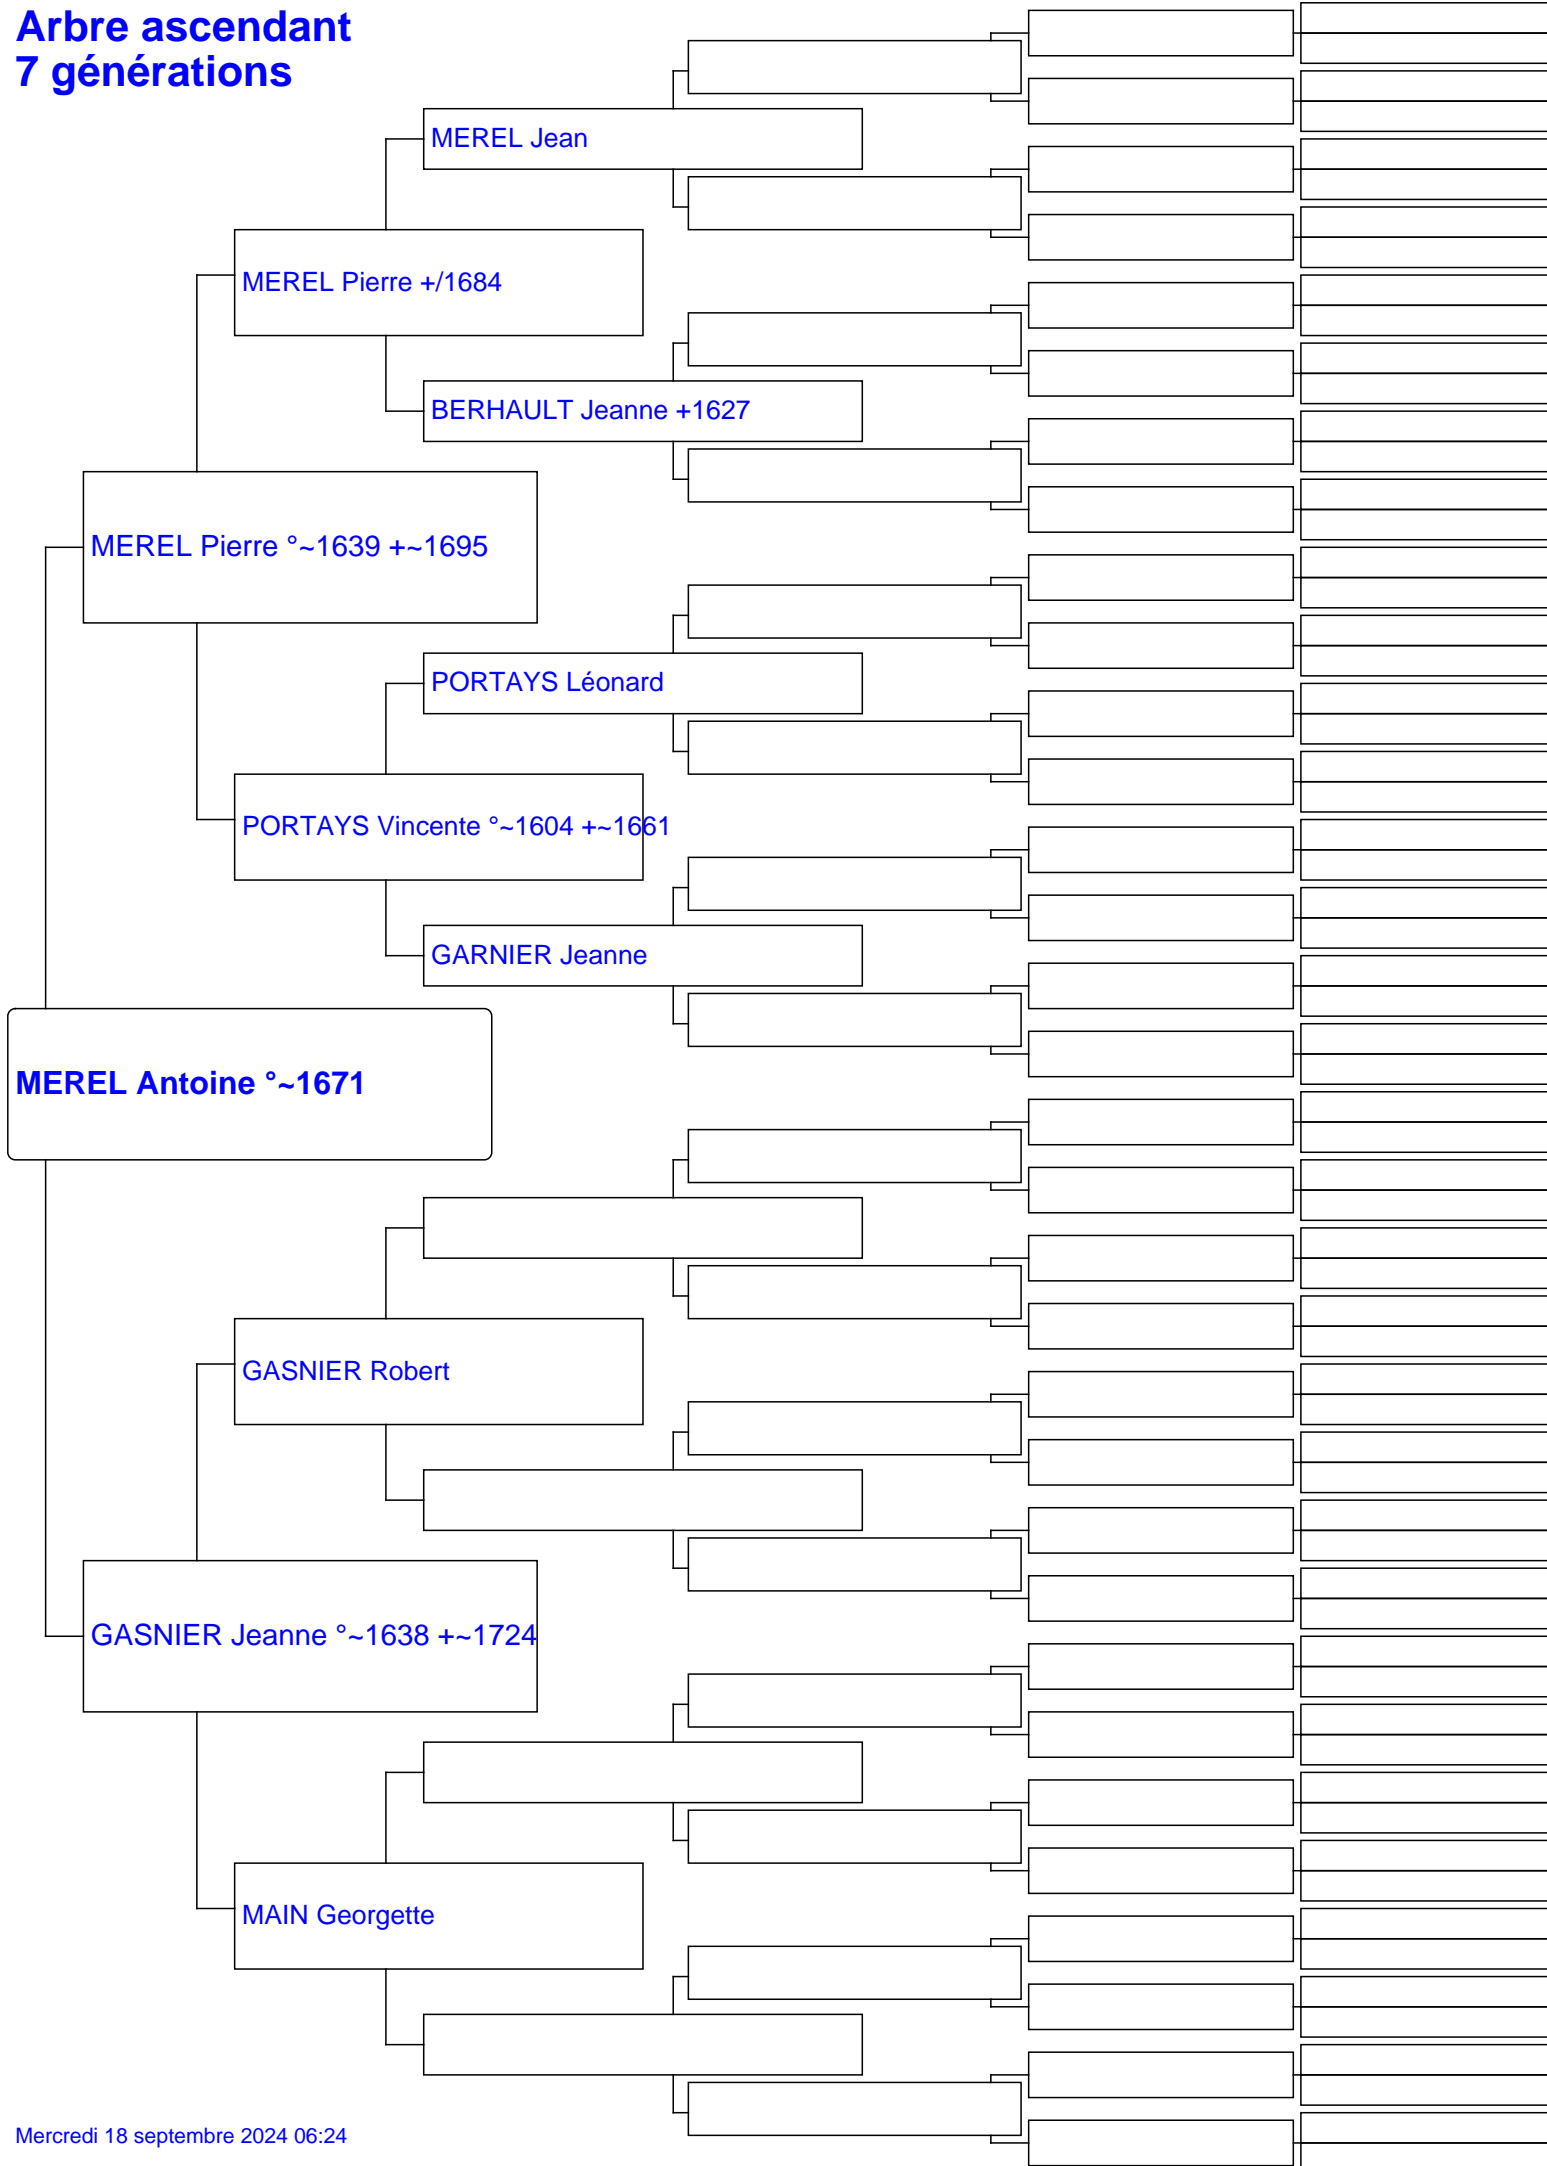 Arbre ascendant
7 générations
MEREL Jean
MEREL Pierre +/1684
BERHAULT Jeanne +1627
MEREL Pierre °~1639 +~1695
PORTAYS Léonard
PORTAYS Vincente °~1604 +~1661
GARNIER Jeanne
MEREL Antoine °~1671
GASNIER Robert
GASNIER Jeanne °~1638 +~1724
MAIN Georgette
Mercredi 18 septembre 2024 06:24